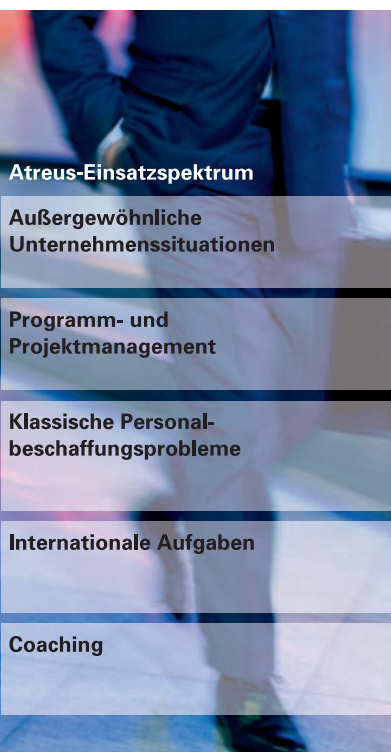 Atreus-Einsatzspektrum
Außergewöhnliche
Unternehmenssituationen
Programm- und
Projektmanagement
Klassische Personal-
beschaffungsprobleme
Internationale Aufgaben
Coaching